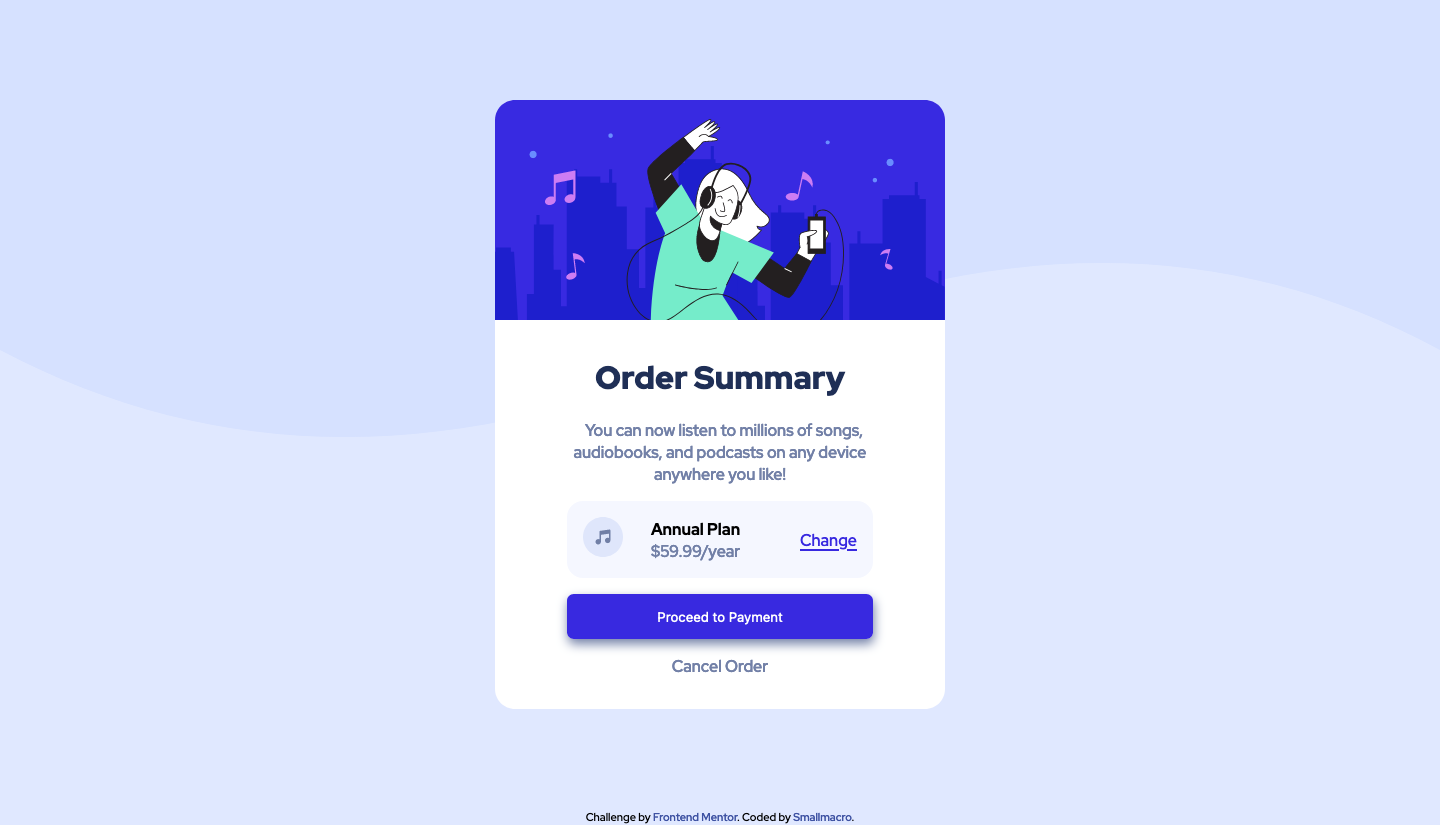 Order Summary
You can now listen to millions of songs,
audiobooks, and podcasts on any device
anywhere you like!
Annual Plan
$59.99/year
Change
Proceed to Payment
Cancel Order
Challenge by Frontend Mentor. Coded by Smallmacro.